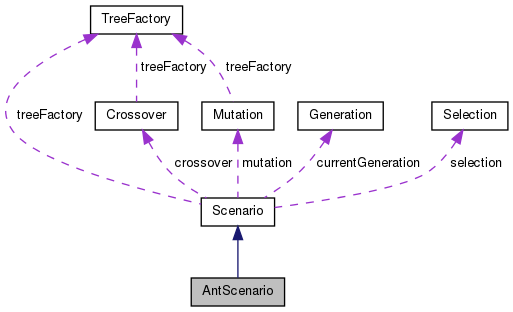 TreeFactory
treeFactory
treeFactory
treeFactory
Crossover
Mutation
Generation
Selection
crossover
mutation
currentGeneration
selection
Scenario
AntScenario